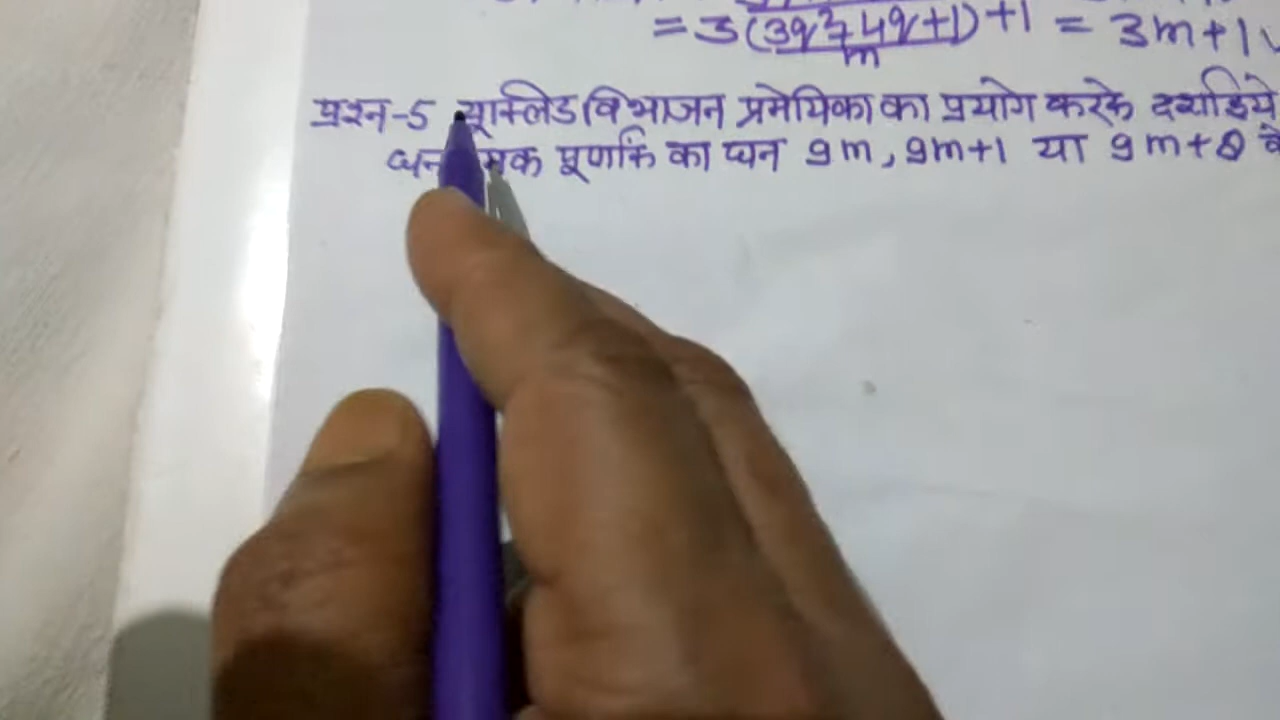 =3(3q²+4q+1)+1 = 3m+1
प्रश्न-5 यूक्लिड विभाजन प्रमेयिका का प्रयोग करके दर्शाइये
पूर्णांक का घन 9m, 9m+1 या 9m+8